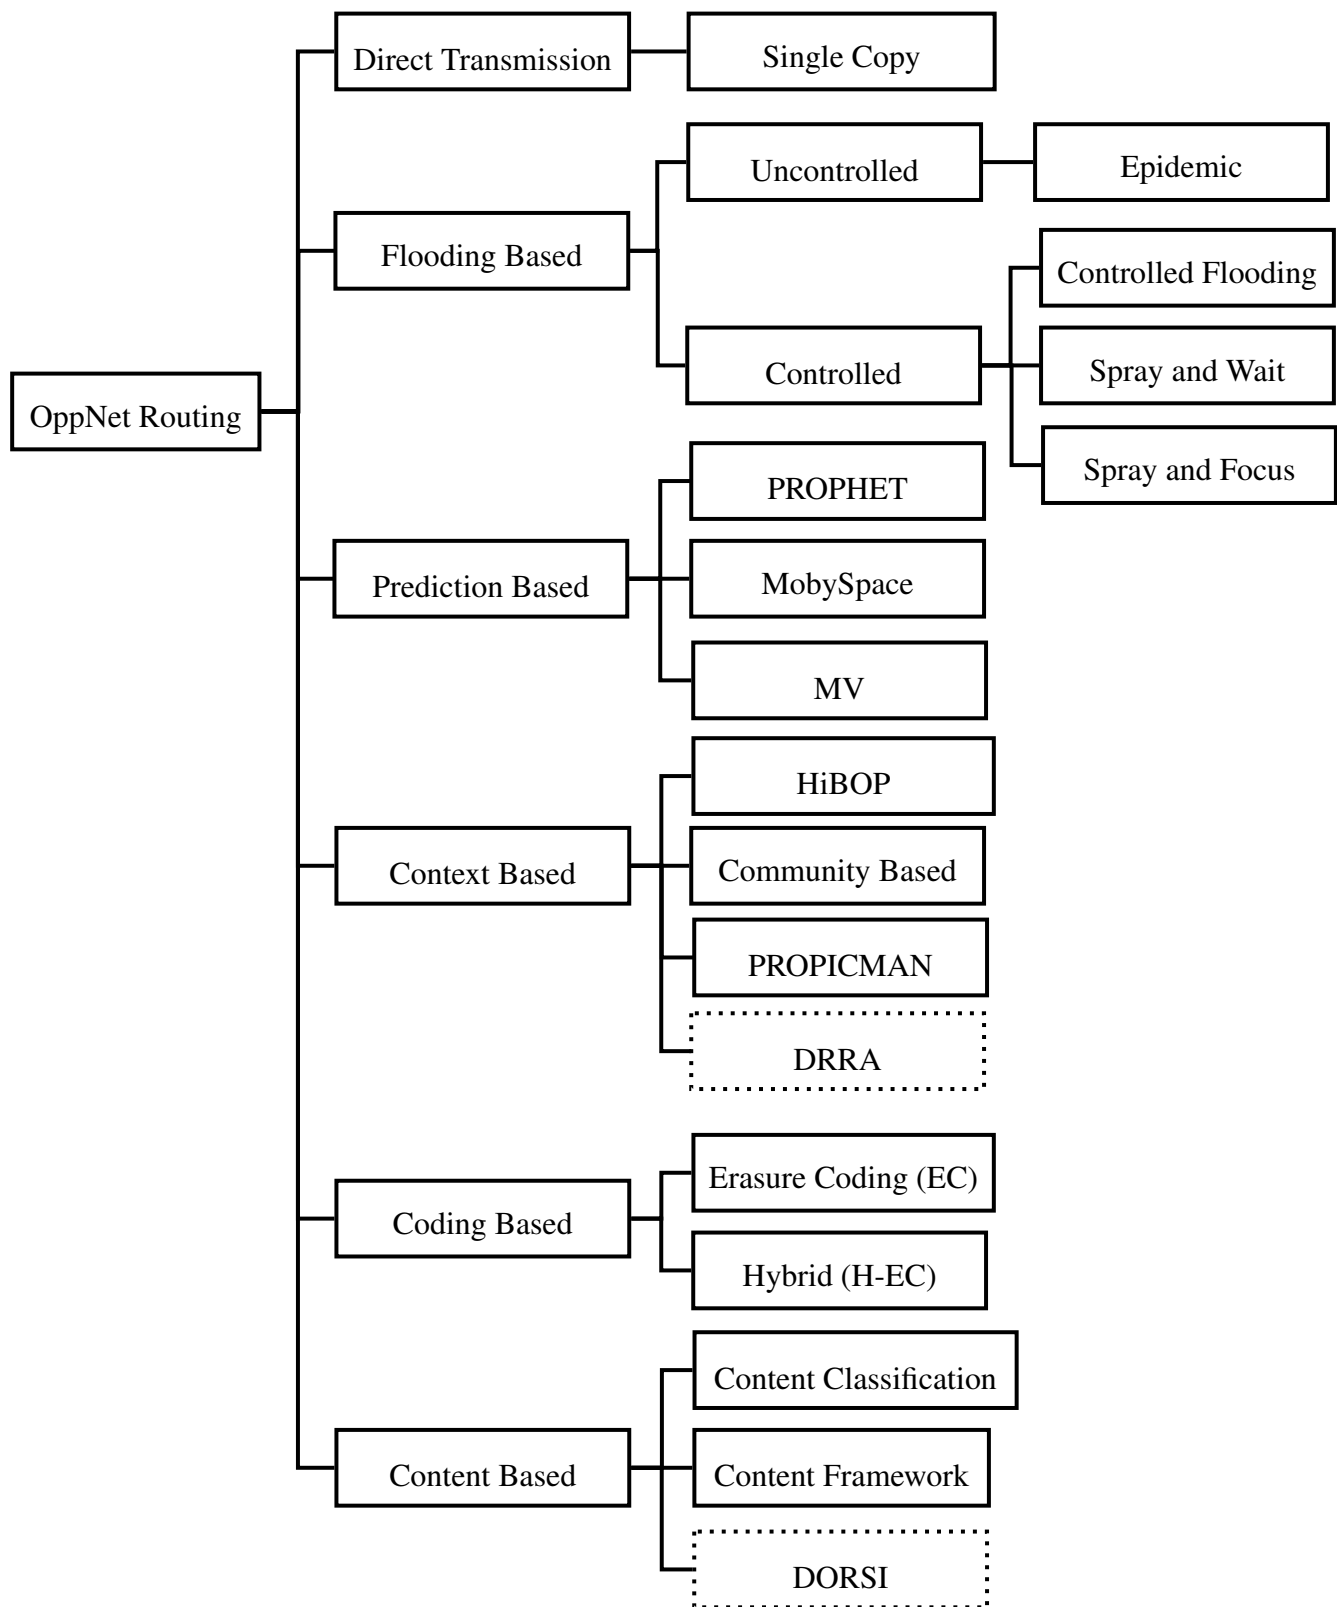 Direct Transmission
Single Copy
Uncontrolled
Epidemic
Flooding Based
Controlled Flooding
Controlled
Spray and Wait
OppNet Routing
Spray and Focus
PROPHET
Prediction Based
MobySpace
MV
HiBOP
Context Based
Community Based
PROPICMAN
DRRA
Erasure Coding (EC)
Coding Based
Hybrid (H-EC)
Content Classification
Content Based
Content Framework
DORSI